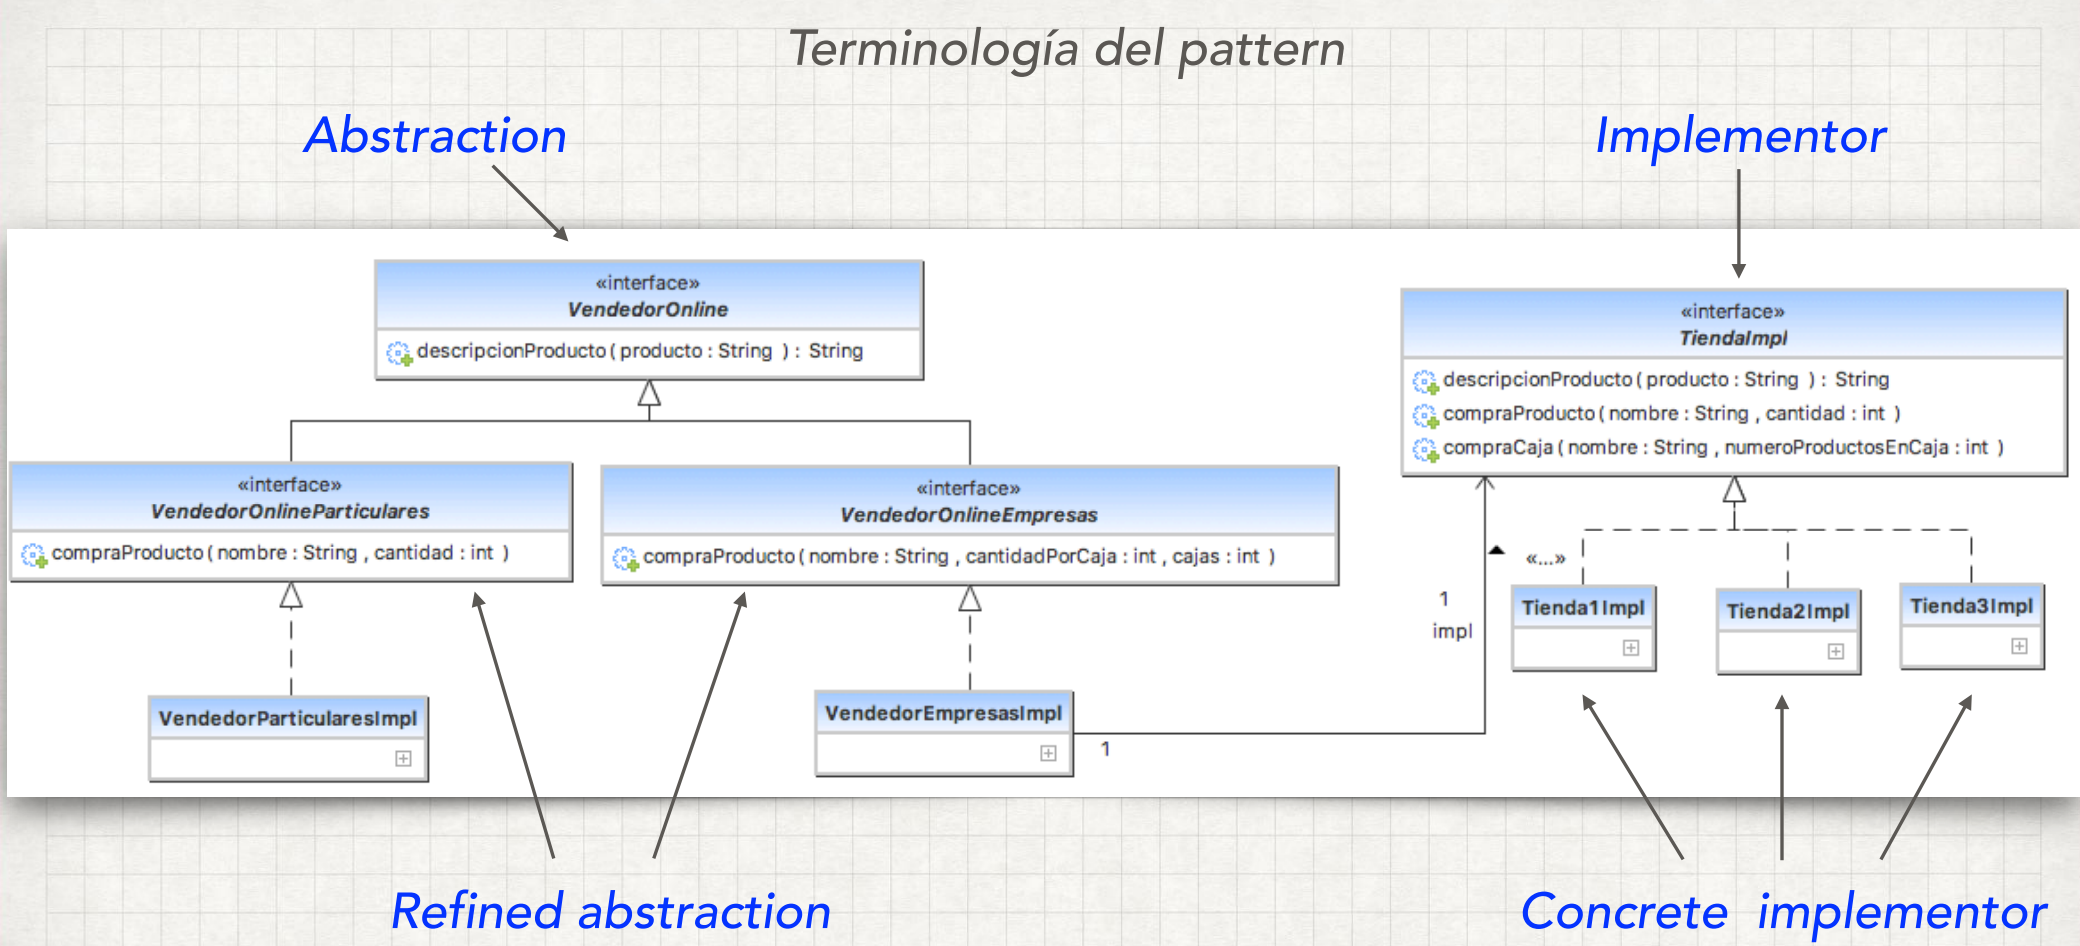 Terminología del pattern
Abstraction
Implementor
«interface»
VendedorOnline
descripcionProducto ( producto : String ) : String
«interface»
TiendaImpl
descripcionProducto ( producto : String ) : String
compraProducto ( nombre : String , cantidad : int )
compraCaja ( nombre : String , numeroProductosEnCaja : int )
«interface»
VendedorOnlineParticulares
compraProducto ( nombre : String , cantidad : int )
«interface»
VendedorOnlineEmpresas
compraProducto ( nombre : String , cantidadPorCaja : int , cajas : int )
«...»
1
impl
Tienda1Impl
Tienda2Impl
Tienda3Impl
VendedorParticularesImpl
VendedorEmpresasImpl
1
Refined abstraction
Concrete implementor